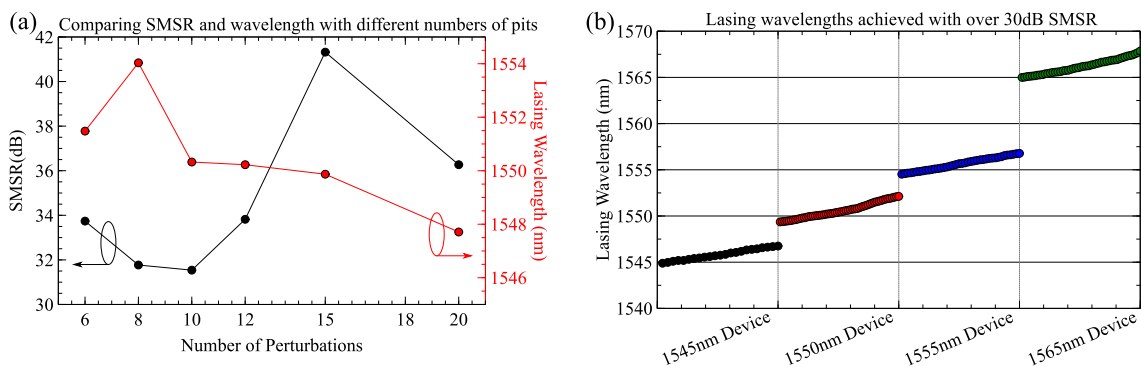 (a)
Comparing SMSR and wavelength with different numbers of pits
42
40
38
36
34
32
30
SMSR(dB)
1554
1552
1550
1548
1546
Lasing Wavelength (nm)
6 8 10 12 15 18 20
Number of Perturbations
(b)
Lasing wavelengths achieved with over 30dB SMSR
1570
1565
1560
1555
1550
1545
1540
Lasing Wavelength (nm)
1545nm Device
1550nm Device
1555nm Device
1565nm Device